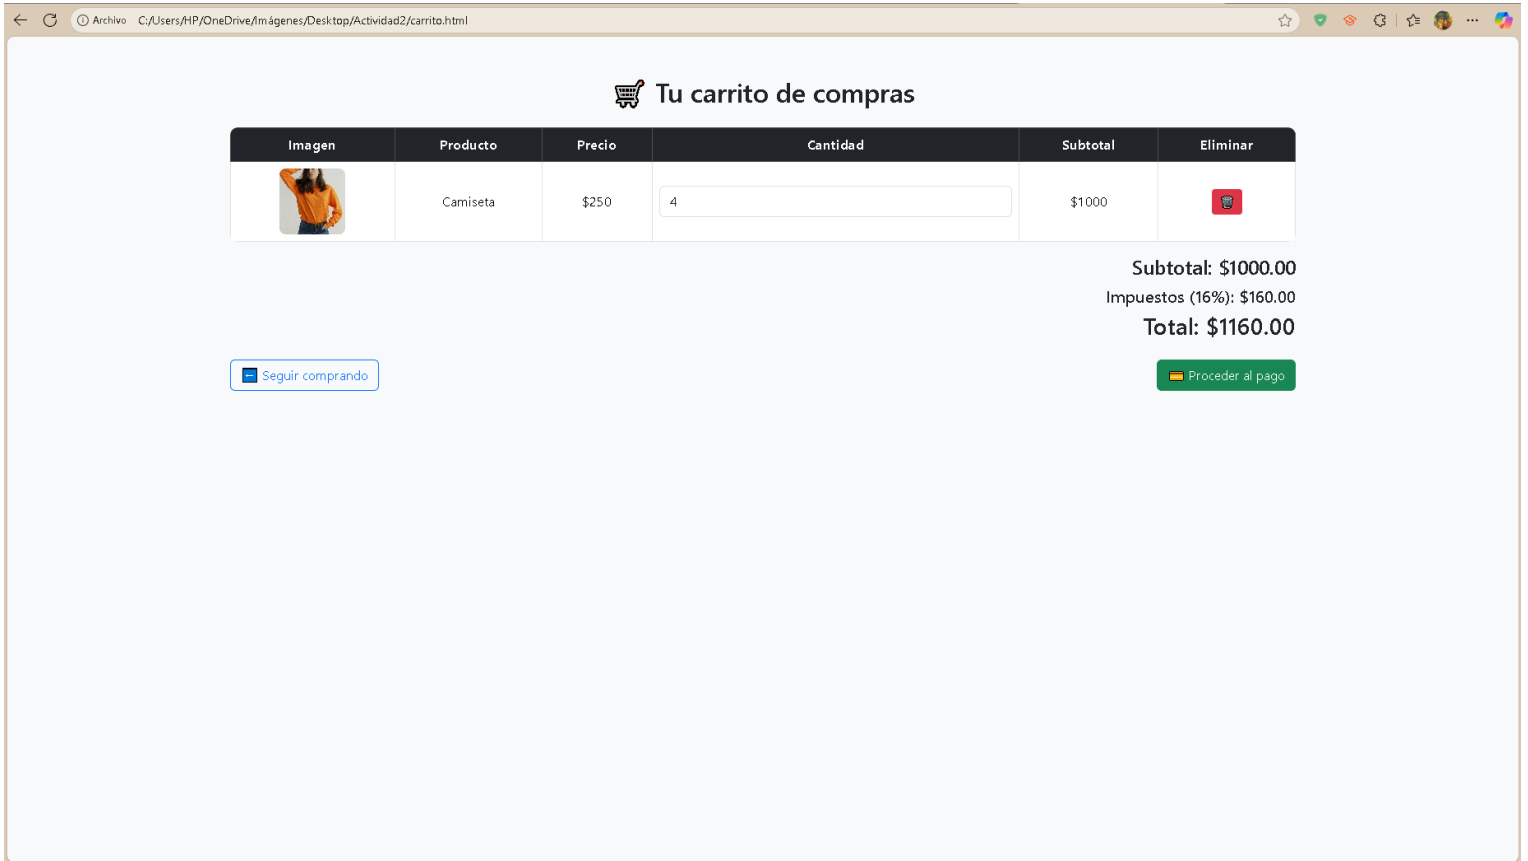 Archivo C:/Users/HP/OneDrive/Imágenes/Desktop/Actividad2/carrito.html
Tu carrito de compras
Imagen Producto Precio Cantidad Subtotal Eliminar
Camiseta $250 4 $1000
Subtotal: $1000.00
Impuestos (16%): $160.00
Total: $1160.00
Seguir comprando Proceder al pago